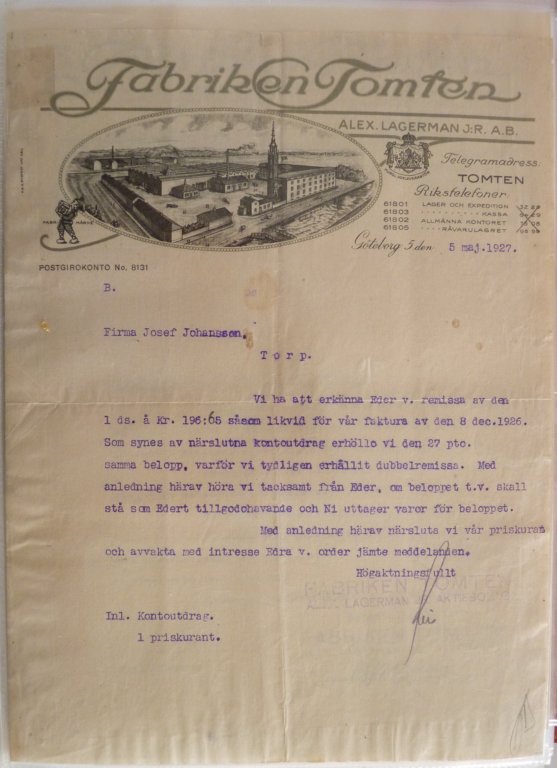 Fabriken Tomten
ALEX. LAGERMAN J:R. A.B.
Telegramadress:
TOMTEN
Rikstelefoner:
61801 LAGER OCH EXPEDITION
61803 KASSA
61802 ALLMÄNNA KONTORET
61805 RÅVARULAGRET
Göteborg 5 den 5 maj.1927.
POSTGIROKONTO No. 8131
B.
Firma Josef Johansson.
Torp.
Vi ha att erkänna Eder v. remissa av den
1 ds. å Kr. 196:65 såsom likvid för vår faktura av den 8 dec.1926.
Som synes av närslutna kontoutdrag erhöllo vi den 27 pto.
samma belopp, varför vi tydligen erhållit dubbelremissa. Med
anledning härav höra vi tacksamt från Eder, om beloppet t.v. skall
stå som Edert tillgodohavande och Ni uttager varor för beloppet.
Med anledning härav närsluta vi vår priskurant
och avvakta med intresse Edra v. order jämte meddelanden.
Högaktningsfullt
FABRIKEN TOMTEN
ALEX. LAGERMAN JR AKTIEBOLAG
Inl. Kontoutdrag.
1 priskurant.